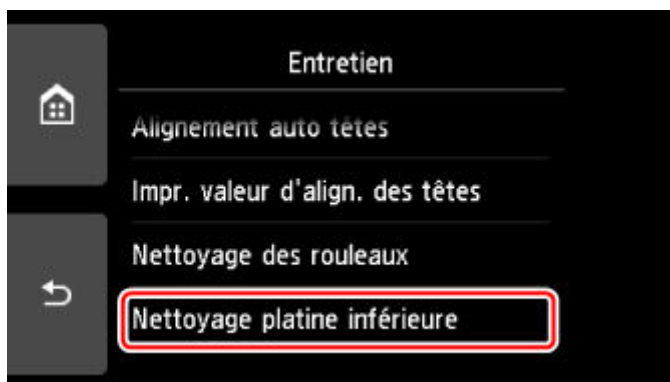 Entretien
Alignement auto têtes
Impr. valeur d'align. des têtes
Nettoyage des rouleaux
Nettoyage platine inférieure